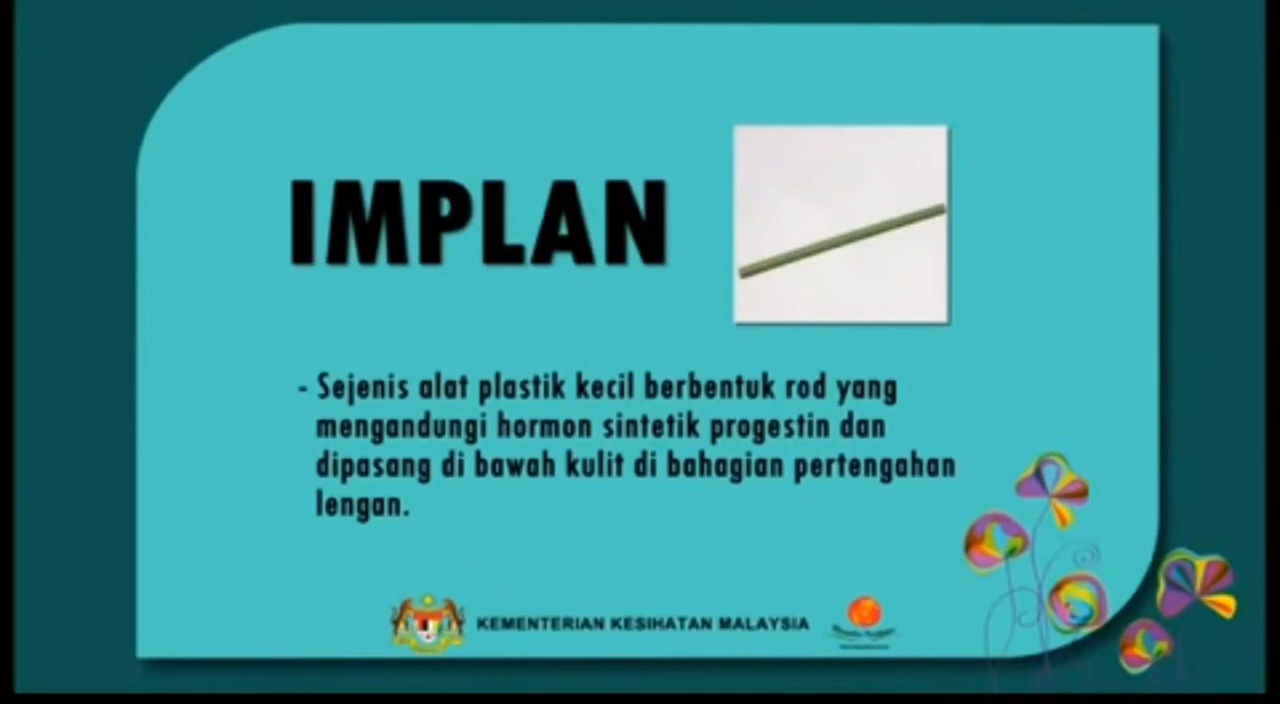 IMPLAN
- Sejenis alat plastik kecil berbentuk rod yang
mengandungi hormon sintetik progestin dan
dipasang di bawah kulit di bahagian pertengahan
lengan.
KEMENTERIAN KESIHATAN MALAYSIA